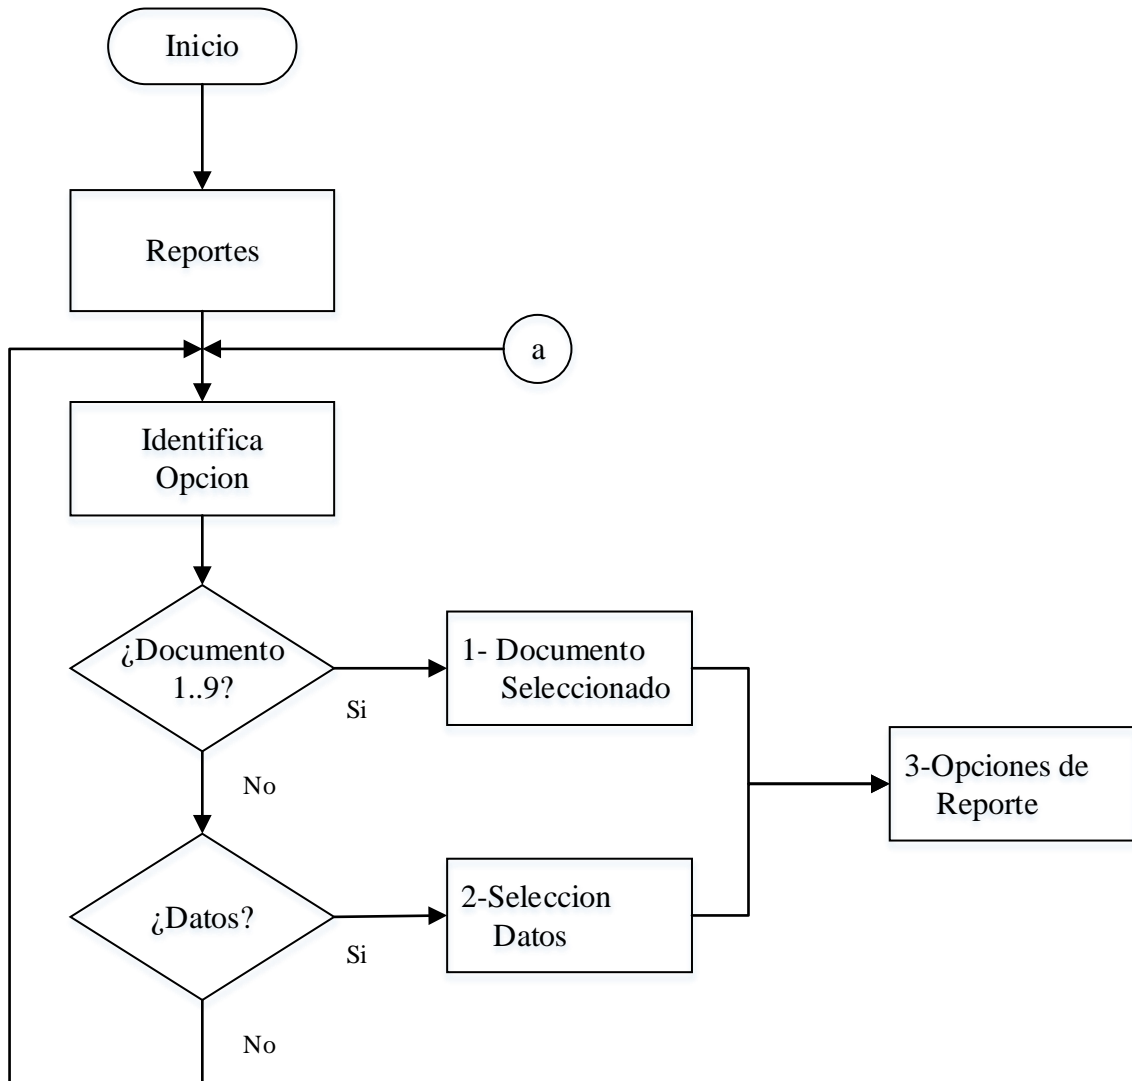 Inicio
Reportes
a
Identifica
Opcion
¿Documento
1..9?
Si
No
1- Documento
Seleccionado
3-Opciones de
Reporte
¿Datos?
Si
No
2-Seleccion
Datos